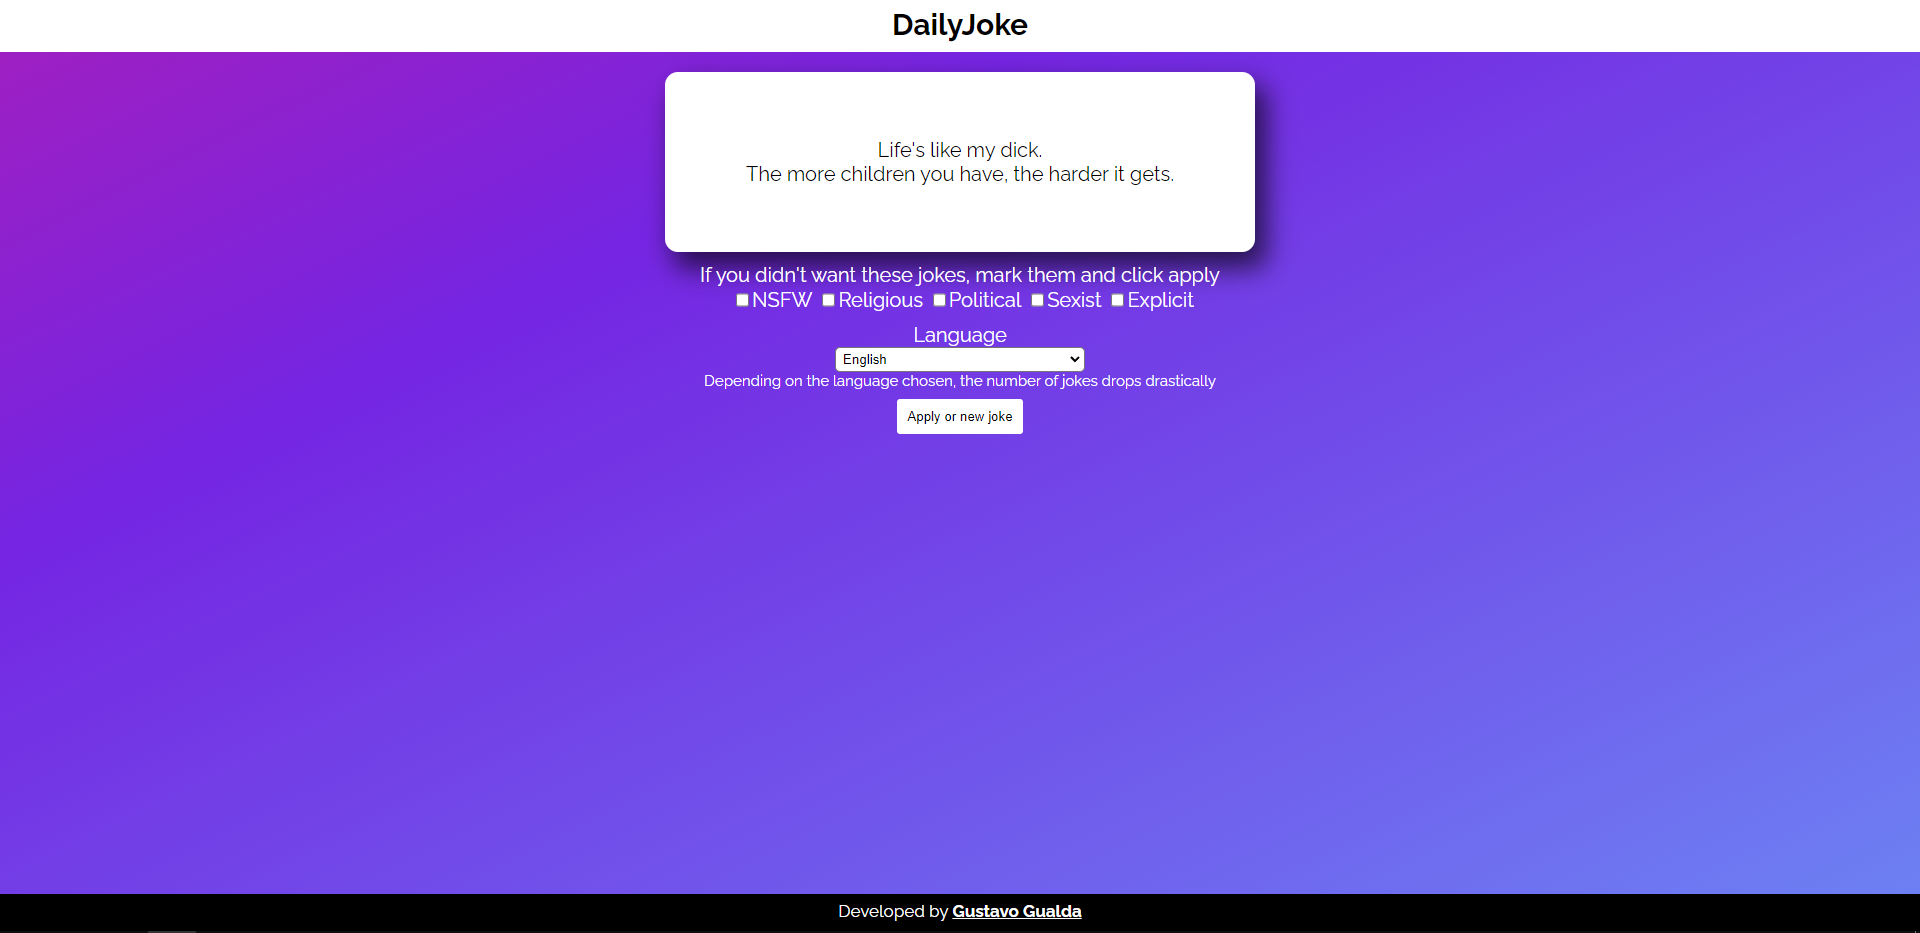 DailyJoke
Life's like my dick.
The more children you have, the harder it gets.
If you didn't want these jokes, mark them and click apply
NSFW Religious Political Sexist Explicit
Language
English
Depending on the language chosen, the number of jokes drops drastically
Apply or new joke
Developed by Gustavo Gualda